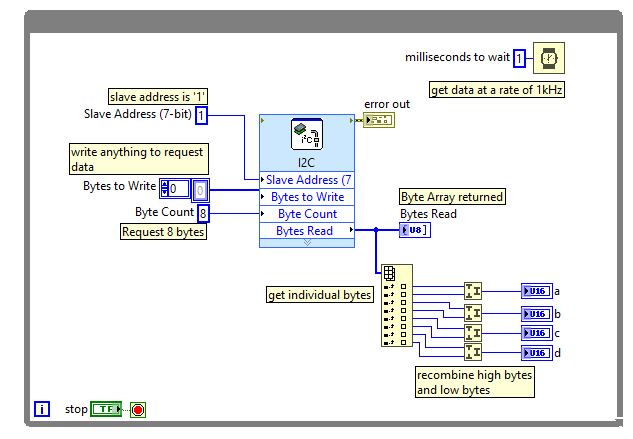 milliseconds to wait 1
get data at a rate of 1kHz
slave address is '1'
Slave Address (7-bit) 1
error out
I2C
I2C
write anything to request
data
Slave Address (7
Bytes to Write 0 0
Bytes to Write
Byte Array returned
Byte Count 8
Byte Count
Bytes Read
Request 8 bytes
Bytes Read
U8
get individual bytes
U16 a
U16 b
U16 c
U16 d
recombine high bytes
and low bytes
i
stop TF